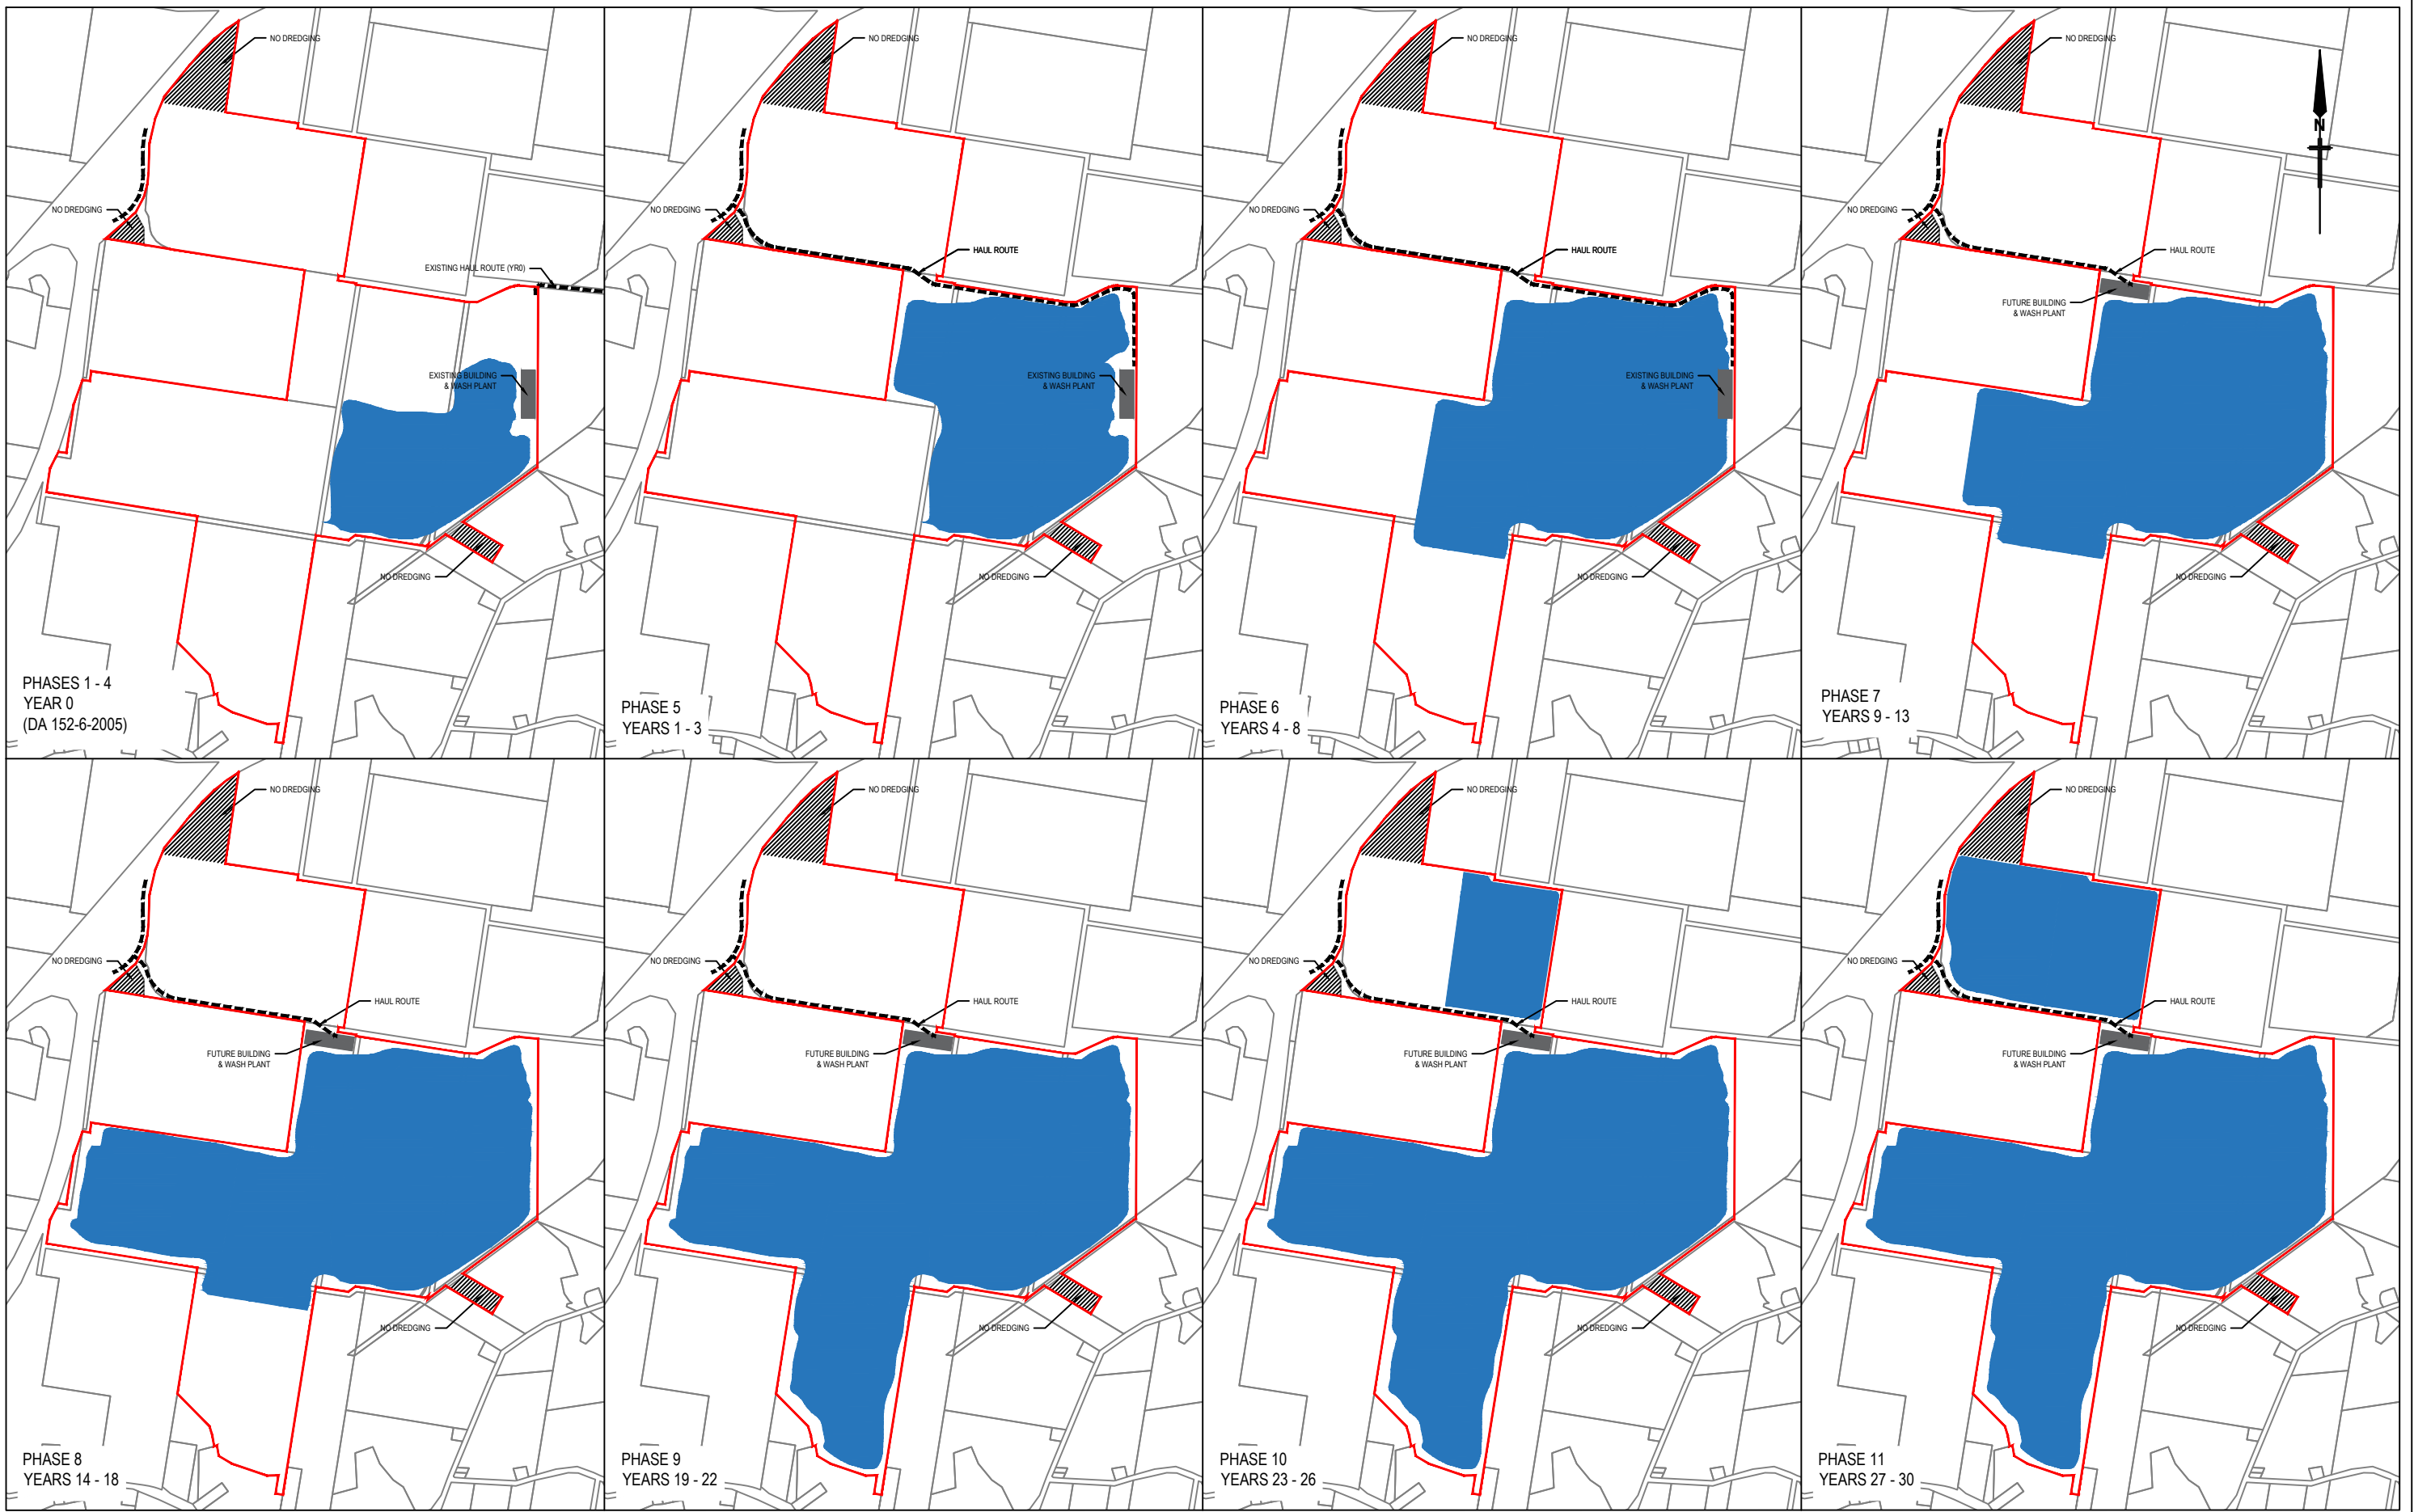 NO DREDGING
NO DREDGING
EXISTING HAUL ROUTE (YR0)
EXISTING BUILDING
& WASH PLANT
NO DREDGING
PHASES 1 - 4
YEAR 0
(DA 152-6-2005)
NO DREDGING
NO DREDGING
HAUL ROUTE
EXISTING BUILDING
& WASH PLANT
NO DREDGING
PHASE 5
YEARS 1 - 3
NO DREDGING
NO DREDGING
HAUL ROUTE
EXISTING BUILDING
& WASH PLANT
NO DREDGING
PHASE 6
YEARS 4 - 8
NO DREDGING
N
NO DREDGING
HAUL ROUTE
FUTURE BUILDING
& WASH PLANT
NO DREDGING
PHASE 7
YEARS 9 - 13
NO DREDGING
NO DREDGING
HAUL ROUTE
FUTURE BUILDING
& WASH PLANT
NO DREDGING
PHASE 8
YEARS 14 - 18
NO DREDGING
NO DREDGING
HAUL ROUTE
FUTURE BUILDING
& WASH PLANT
NO DREDGING
PHASE 9
YEARS 19 - 22
NO DREDGING
NO DREDGING
HAUL ROUTE
FUTURE BUILDING
& WASH PLANT
NO DREDGING
PHASE 10
YEARS 23 - 26
NO DREDGING
NO DREDGING
HAUL ROUTE
FUTURE BUILDING
& WASH PLANT
NO DREDGING
PHASE 11
YEARS 27 - 30